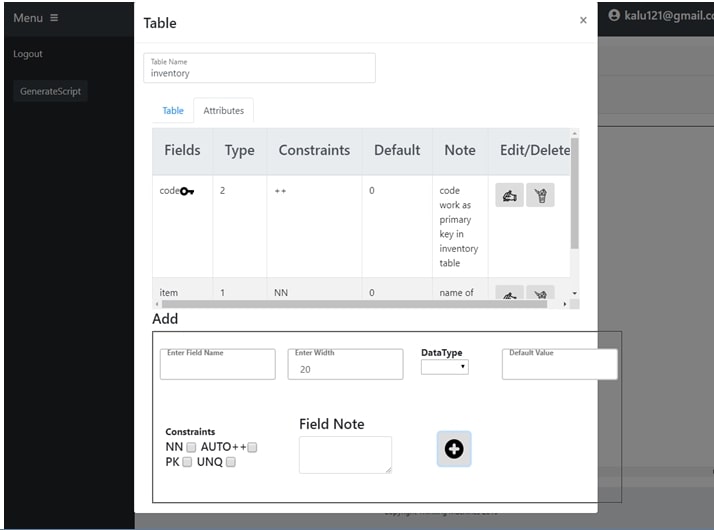 Menu ≡
kalu121@gmail.co
Logout
GenerateScript
Table
×
Table Name
inventory
Table Attributes
Fields Type Constraints Default Note Edit/Delete
code 2 ++ 0 code
work as
primary
key in
inventory
table
item 1 NN 0 name of
Add
Enter Field Name Enter Width DataType Default Value
20
Constraints
Field Note
NN AUTO++
PK UNQ